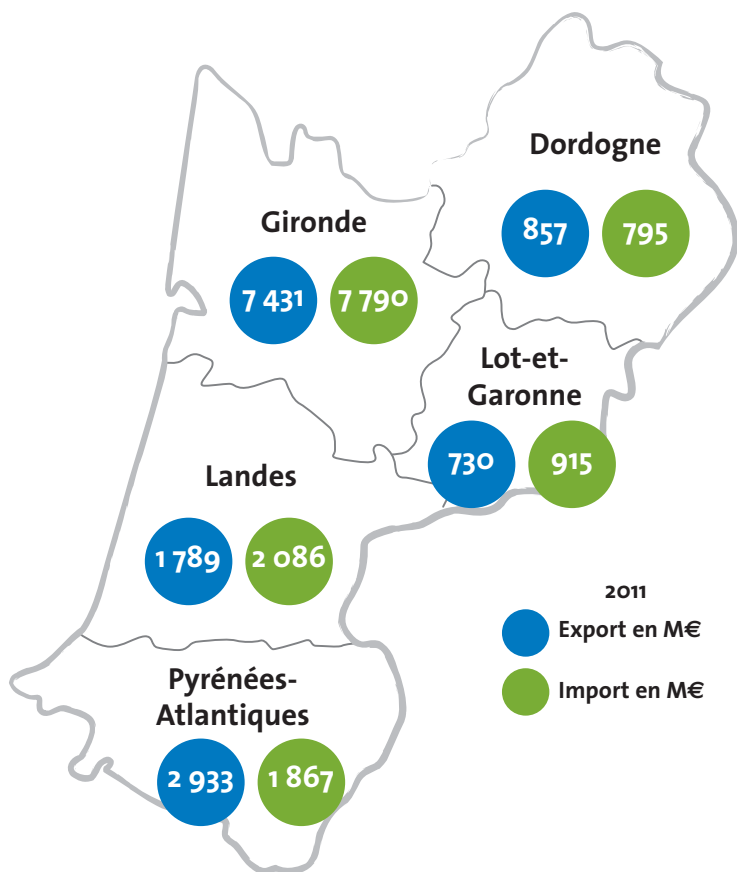 Dordogne
857
795
Gironde
7 431
7 790
Lot-et-
Garonne
730
915
Landes
1 789
2 086
2011
Export en M€
Import en M€
Pyrénées-
Atlantiques
2 933
1 867